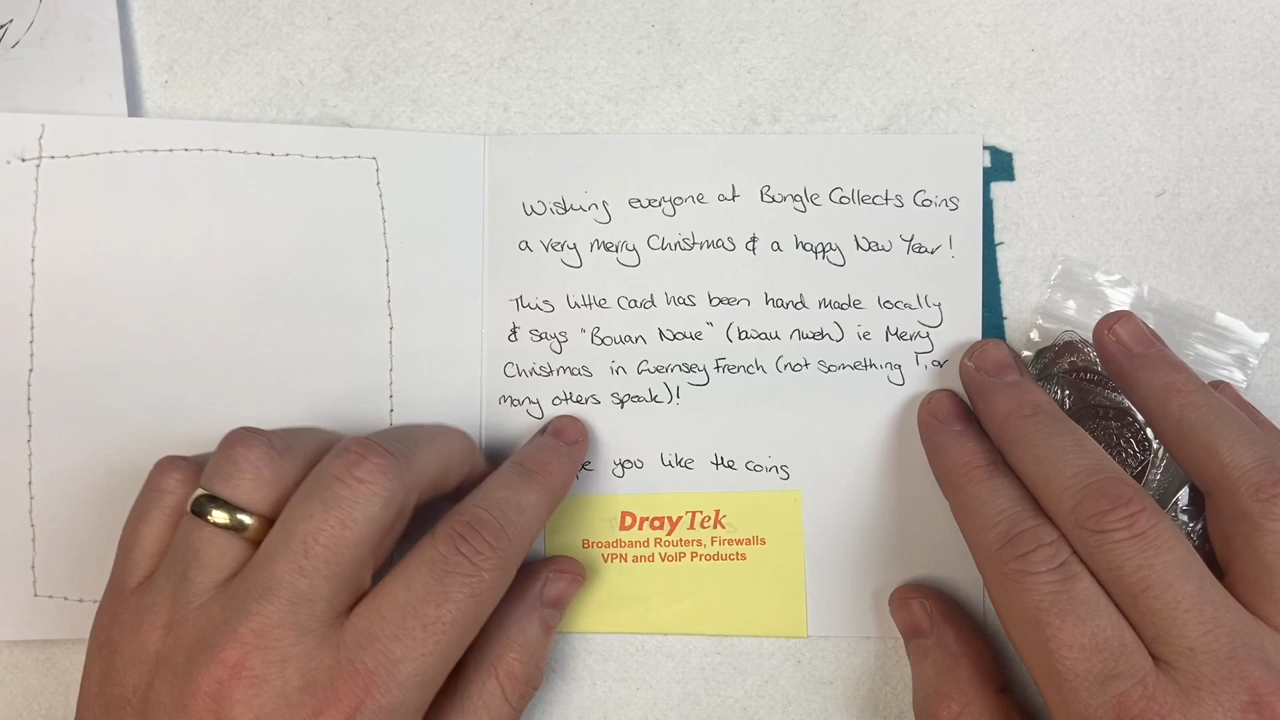 Wishing everyone at Bungle Collects Coins
a very merry Christmas & a happy New Year!
This little card has been hand made locally
& says "Bouan Noue" (bwau nweh) ie Merry
Christmas in Guernsey French (not something I, or
many others speak)!
you like the coins
DrayTek
Broadband Routers, Firewalls
VPN and VoIP Products